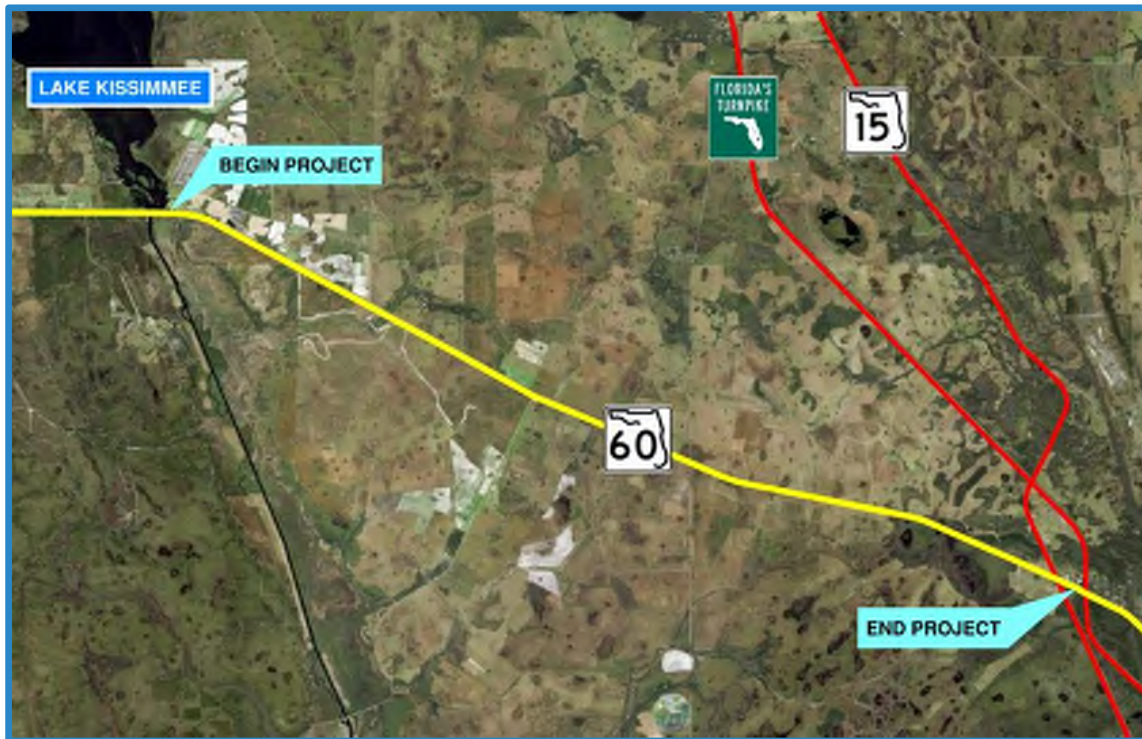 LAKE KISSIMMEE
BEGIN PROJECT
FLORIDA'S
TURNPIKE
15
60
END PROJECT